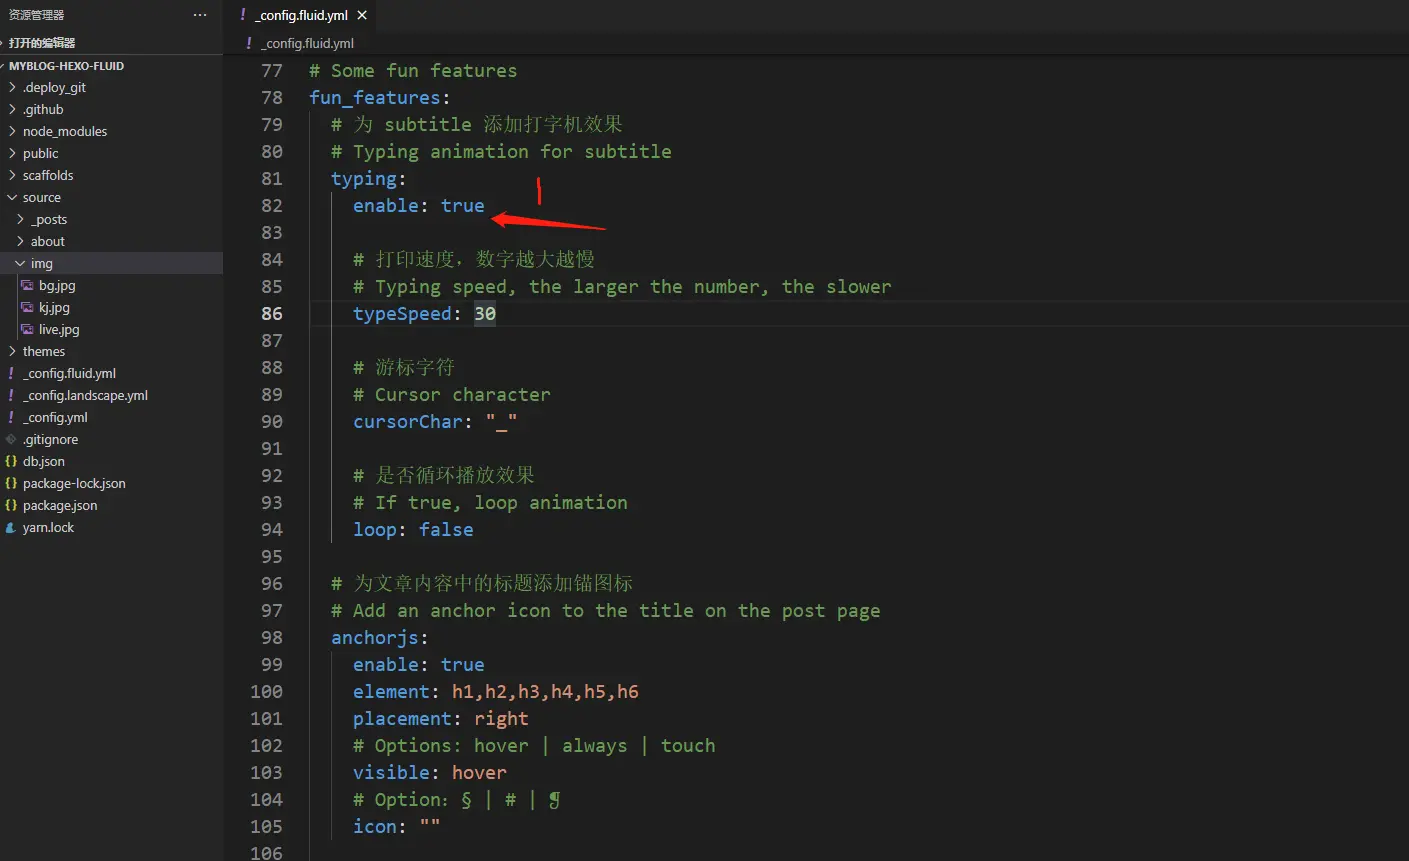 资源管理器
···
打开的编辑器
MYBLOG-HEXO-FLUID
.deploy_git
.github
node_modules
public
scaffolds
source
_posts
about
img
bg.jpg
kj.jpg
live.jpg
themes
! _config.fluid.yml
! _config.landscape.yml
! _config.yml
.gitignore
{} db.json
{} package-lock.json
{} package.json
yarn.lock
! _config.fluid.yml ×
! _config.fluid.yml
77 # Some fun features
78 fun_features:
79 # 为 subtitle 添加打字机效果
80 # Typing animation for subtitle
81 typing:
82 enable: true
83
84 # 打印速度，数字越大越慢
85 # Typing speed, the larger the number, the slower
86 typeSpeed: 30
87
88 # 游标字符
89 # Cursor character
90 cursorChar: "_"
91
92 # 是否循环播放效果
93 # If true, loop animation
94 loop: false
95
96 # 为文章内容中的标题添加锚图标
97 # Add an anchor icon to the title on the post page
98 anchorjs:
99 enable: true
100 element: h1,h2,h3,h4,h5,h6
101 placement: right
102 # Options: hover | always | touch
103 visible: hover
104 # Option：§ | # | ❡
105 icon: ""
106